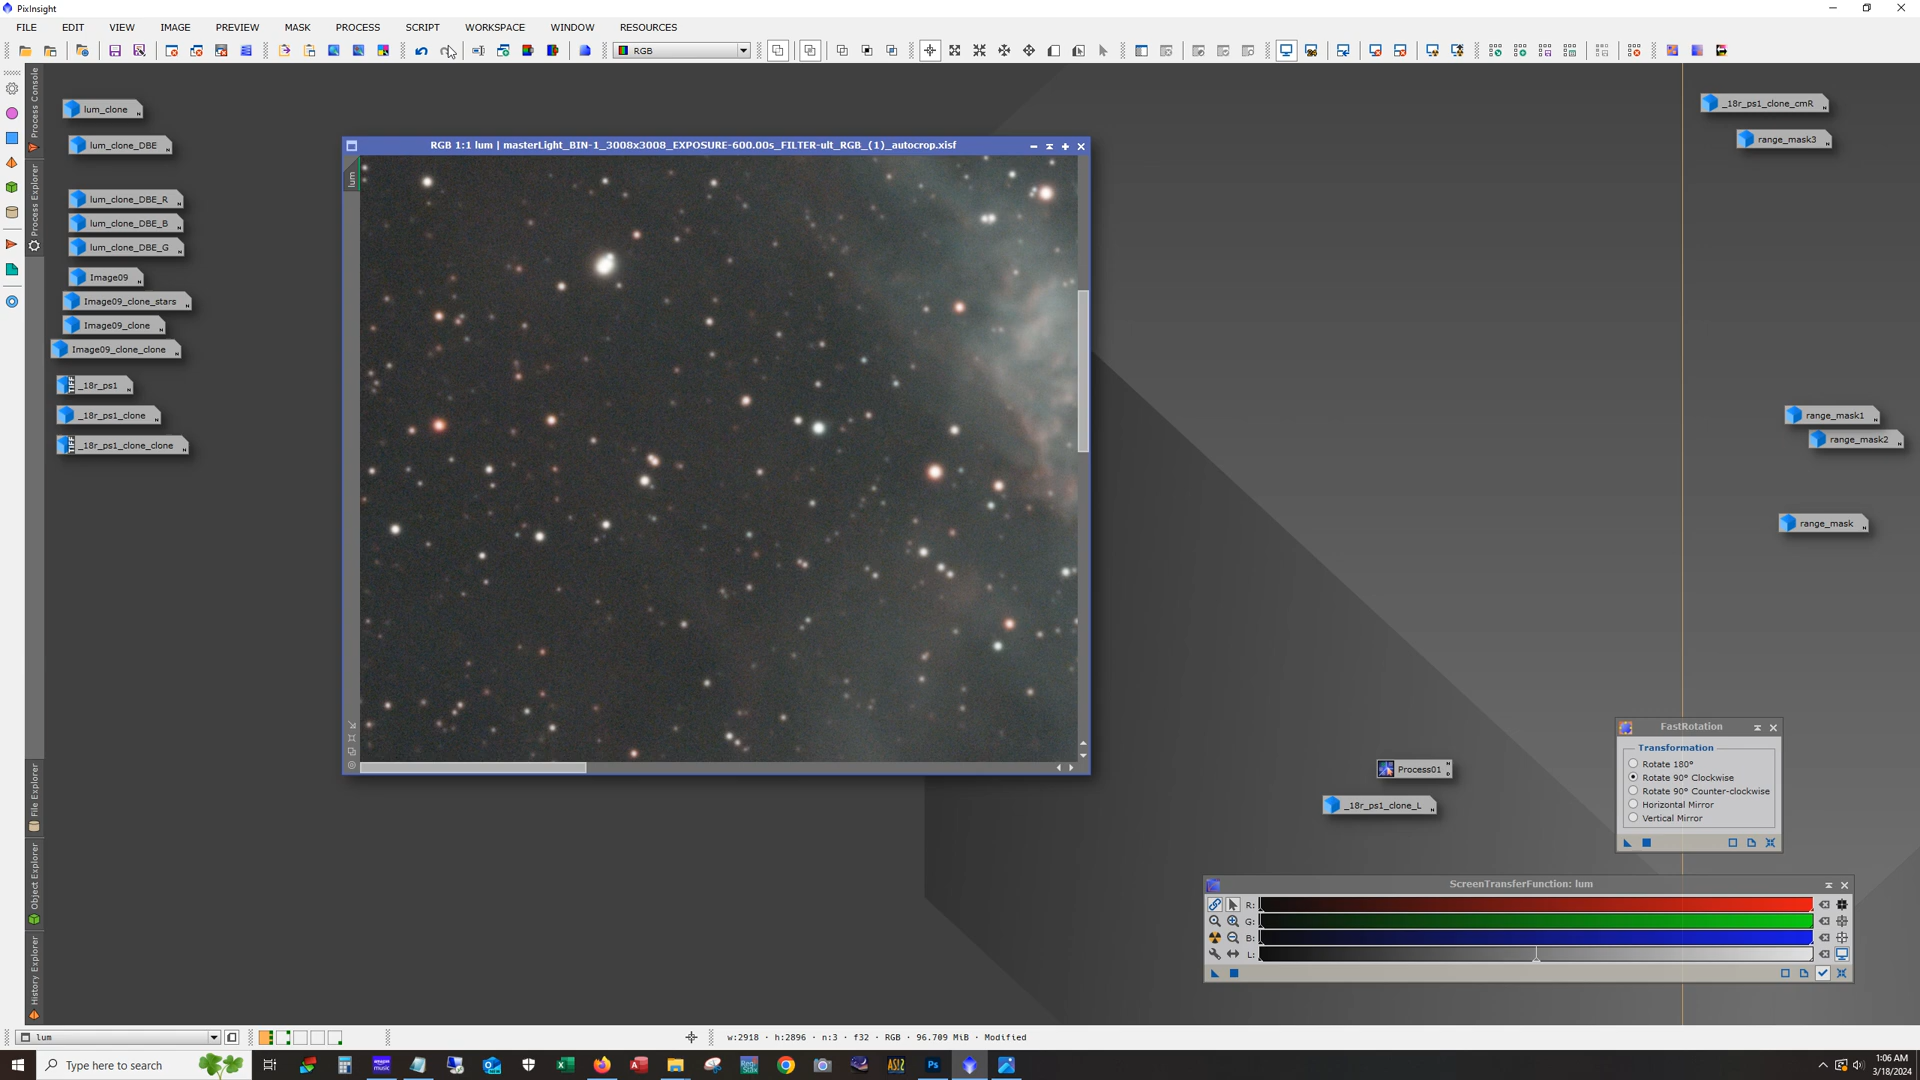 PixInsight
FILE EDIT VIEW IMAGE PREVIEW MASK PROCESS SCRIPT WORKSPACE WINDOW RESOURCES
RGB
Process Console
Process Explorer
File Explorer
Object Explorer
History Explorer
lum_clone
lum_clone_DBE
lum_clone_DBE_R
lum_clone_DBE_B
lum_clone_DBE_G
Image09
Image09_clone_stars
Image09_clone
Image09_clone_clone
_18r_ps1
_18r_ps1_clone
_18r_ps1_clone_clone
RGB 1:1 lum | masterLight_BIN-1_3008x3008_EXPOSURE-600.00s_FILTER-ult_RGB_(1)_autocrop.xisf
lum
_18r_ps1_clone_cmR
range_mask3
range_mask1
range_mask2
range_mask
Process01
_18r_ps1_clone_L
FastRotation
Transformation
Rotate 180°
Rotate 90° Clockwise
Rotate 90° Counter-clockwise
Horizontal Mirror
Vertical Mirror
ScreenTransferFunction: lum
R:
G:
B:
L:
lum
w:2918 · h:2896 · n:3 · f32 · RGB · 96.709 MiB · Modified
Type here to search
1:06 AM
3/18/2024